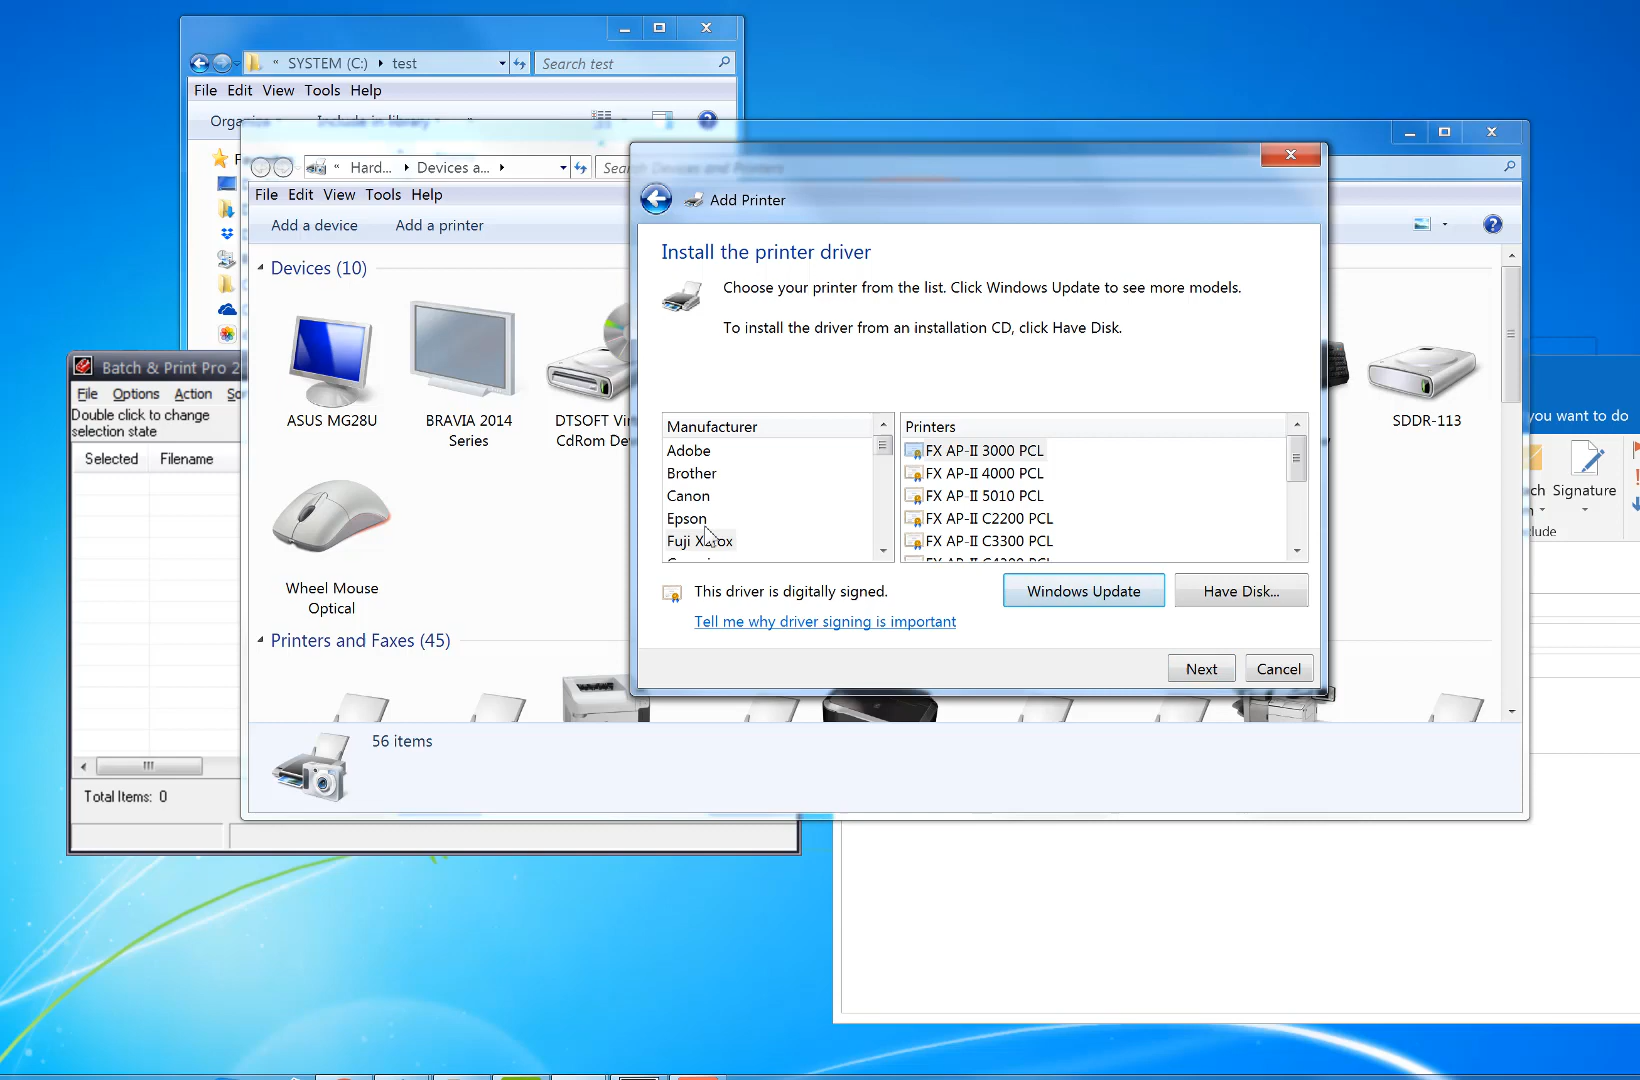 « SYSTEM (C:) ▸ test
Search test
File Edit View Tools Help
« Hard... ▸ Devices a... ▸
File Edit View Tools Help
Add a device Add a printer
Devices (10)
ASUS MG28U
BRAVIA 2014
Series
SDDR-113
Wheel Mouse
Optical
Printers and Faxes (45)
56 items
Batch & Print Pro 2
File Options Action
Double click to change
selection state
Selected Filename
Total Items: 0
Add Printer
Install the printer driver
Choose your printer from the list. Click Windows Update to see more models.
To install the driver from an installation CD, click Have Disk.
Manufacturer
Adobe
Brother
Canon
Epson
Fuji Xerox
Printers
FX AP-II 3000 PCL
FX AP-II 4000 PCL
FX AP-II 5010 PCL
FX AP-II C2200 PCL
FX AP-II C3300 PCL
This driver is digitally signed.
Tell me why driver signing is important
Windows Update Have Disk...
Next Cancel
you want to do
Signature